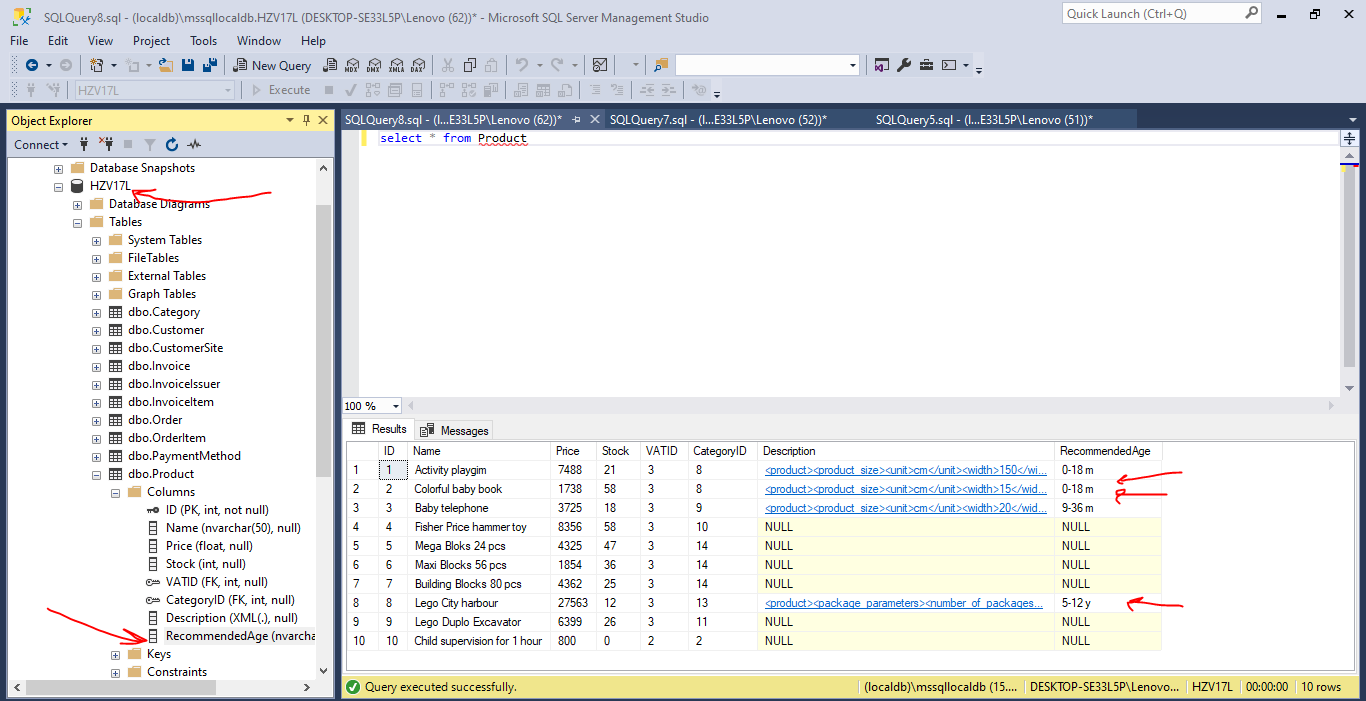 SQLQuery8.sql - (localdb)\mssqllocaldb.HZV17L (DESKTOP-SE33L5P\Lenovo (62))* - Microsoft SQL Server Management Studio
Quick Launch (Ctrl+Q)
File Edit View Project Tools Window Help
New Query MDX DMX XMLA DAX
HZV17L Execute
Object Explorer
Connect
Database Snapshots
HZV17L
Database Diagrams
Tables
System Tables
FileTables
External Tables
Graph Tables
dbo.Category
dbo.Customer
dbo.CustomerSite
dbo.Invoice
dbo.InvoiceIssuer
dbo.InvoiceItem
dbo.Order
dbo.OrderItem
dbo.PaymentMethod
dbo.Product
Columns
ID (PK, int, not null)
Name (nvarchar(50), null)
Price (float, null)
Stock (int, null)
VATID (FK, int, null)
CategoryID (FK, int, null)
Description (XML(.), null)
RecommendedAge (nvarcha
Keys
Constraints
SQLQuery8.sql - (l...E33L5P\Lenovo (62))* SQLQuery7.sql - (l...E33L5P\Lenovo (52))* SQLQuery5.sql - (l...E33L5P\Lenovo (51))*
select * from Product
100 %
Results Messages
ID Name Price Stock VATID CategoryID Description RecommendedAge
1 1 Activity playgim 7488 21 3 8 <product><product_size><unit>cm</unit><width>150</wi... 0-18 m
2 2 Colorful baby book 1738 58 3 8 <product><product_size><unit>cm</unit><width>15</wid... 0-18 m
3 3 Baby telephone 3725 18 3 9 <product><product_size><unit>cm</unit><width>20</wid... 9-36 m
4 4 Fisher Price hammer toy 8356 58 3 10 NULL NULL
5 5 Mega Bloks 24 pcs 4325 47 3 14 NULL NULL
6 6 Maxi Blocks 56 pcs 1854 36 3 14 NULL NULL
7 7 Building Blocks 80 pcs 4362 25 3 14 NULL NULL
8 8 Lego City harbour 27563 12 3 13 <product><package_parameters><number_of_packages... 5-12 y
9 9 Lego Duplo Excavator 6399 26 3 11 NULL NULL
10 10 Child supervision for 1 hour 800 0 2 2 NULL NULL
Query executed successfully. (localdb)\mssqllocaldb (15.... DESKTOP-SE33L5P\Lenovo... HZV17L 00:00:00 10 rows